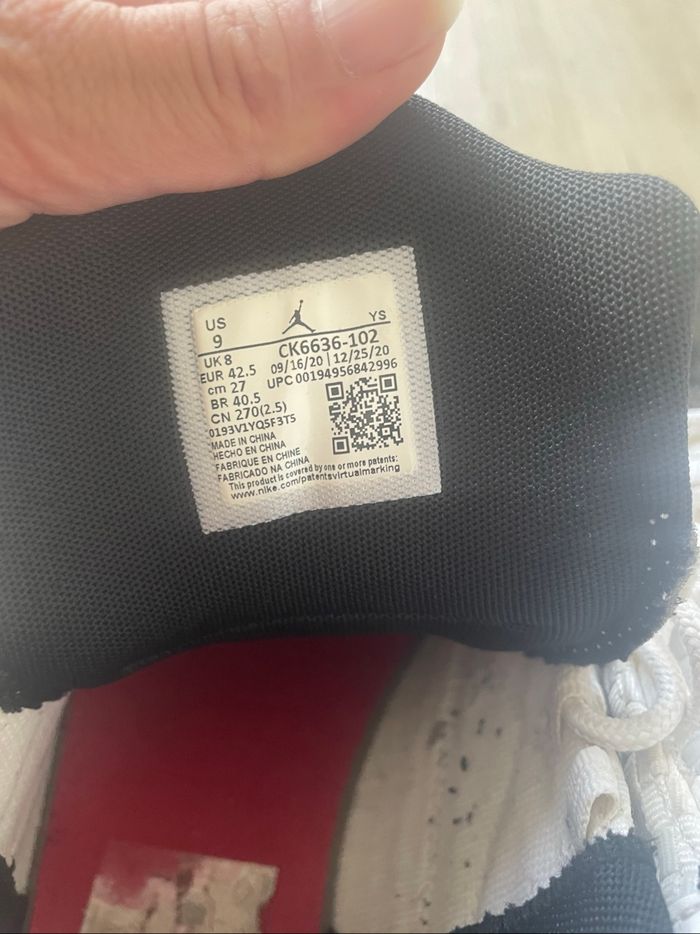 US YS
9
UK 8 CK6636-102
EUR 42.5 09/16/20 | 12/25/20
cm 27 UPC 00194956842996
BR 40.5
CN 270(2.5)
0193V1YQ5F3T5
MADE IN CHINA
HECHO EN CHINA
FABRIQUE EN CHINE
FABRICADO NA CHINA
This product is covered by one or more patents:
www.nike.com/patentsvirtualmarking